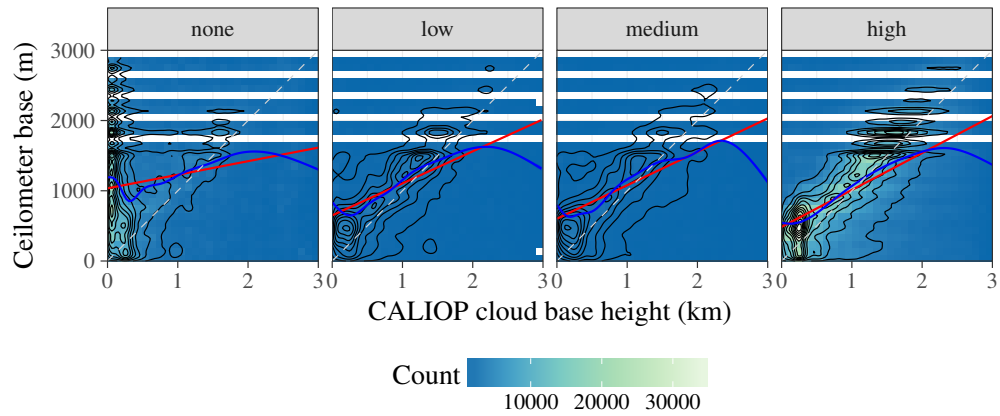 none low medium high
3000
2000
1000
0
Ceilometer base (m)
0 1 2 3 0 1 2 3 0 1 2 3 0 1 2 3
CALIOP cloud base height (km)
Count
10000 20000 30000